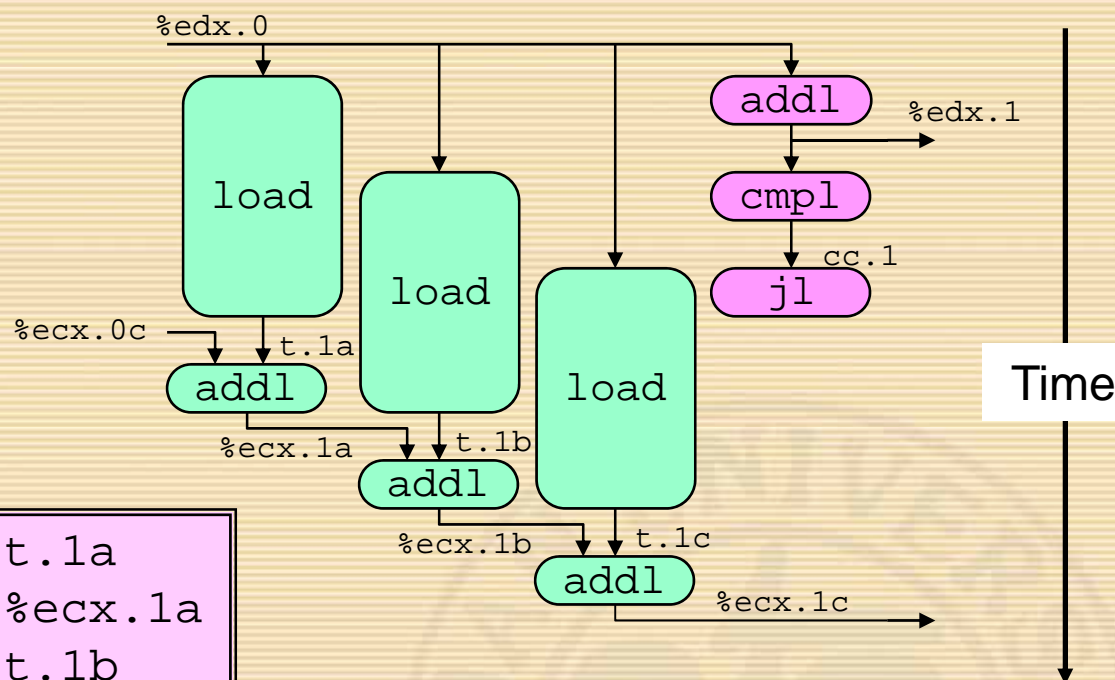 %edx.0
addl
%edx.1
load
cmpl
load
cc.1
jl
%ecx.0c
t.1a
load
addl
Time
%ecx.1a
t.1b
addl
%ecx.1b
t.1c
addl
%ecx.1c
t.1a
%ecx.1a
t.1b